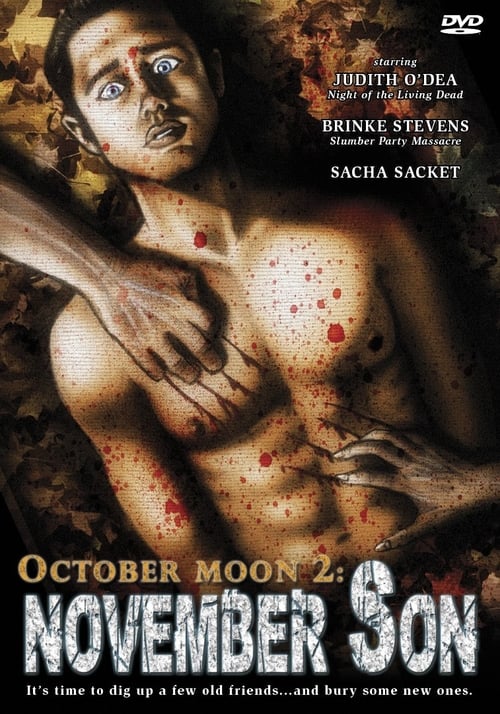 DVD
starring
JUDITH O'DEA
Night of the Living Dead
BRINKE STEVENS
Slumber Party Massacre
SACHA SACKET
OCTOBER MOON 2:
NOVEMBER SON
It's time to dig up a few old friends...and bury some new ones.